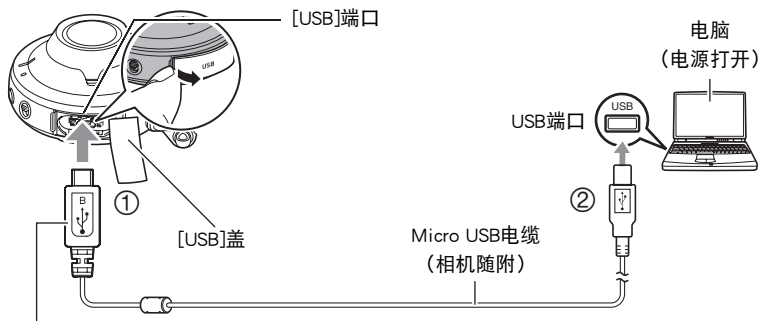 [USB]端口
USB
电脑
（电源打开）
USB
USB端口
B
①
②
[USB]盖
Micro USB电缆
（相机随附）